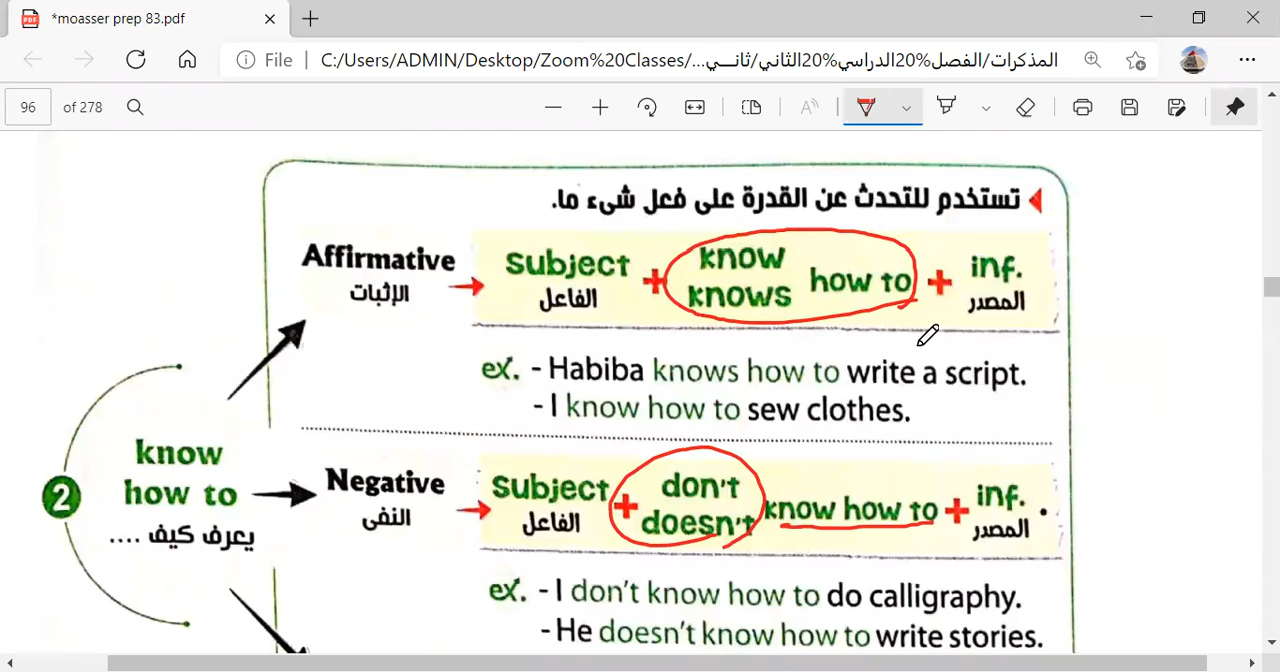 *moasser prep 83.pdf
File
C:/Users/ADMIN/Desktop/Zoom%20Classes/المذكرات/الفصل%20الدراسي%20الثاني/ثانـــي...
96 of 278
تستخدم للتحدث عن القدرة على فعل شىء ما.
Affirmative
الإثبات
subject + know how to + inf.
knows
الفاعل
المصدر
ex. - Habiba knows how to write a script.
- I know how to sew clothes.
2
know
how to
يعرف كيف ....
Negative
النفى
subject + don't know how to + inf.
doesn't
الفاعل
المصدر
ex. - I don't know how to do calligraphy.
- He doesn't know how to write stories.